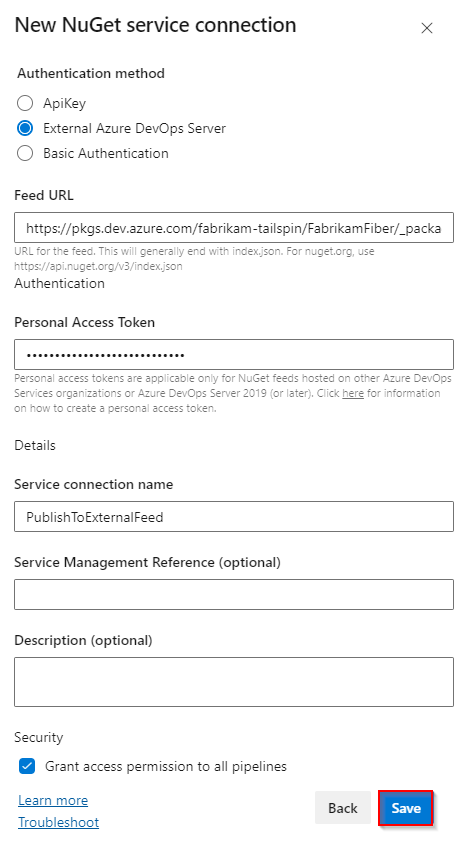 New NuGet service connection
Authentication method
ApiKey
External Azure DevOps Server
Basic Authentication
Feed URL
https://pkgs.dev.azure.com/fabrikam-tailspin/FabrikamFiber/_packa
URL for the feed. This will generally end with index.json. For nuget.org, use
https://api.nuget.org/v3/index.json
Authentication
Personal Access Token
••••••••••••••••••••••••••••
Personal access tokens are applicable only for NuGet feeds hosted on other Azure DevOps
Services organizations or Azure DevOps Server 2019 (or later). Click here for information
on how to create a personal access token.
Details
Service connection name
PublishToExternalFeed
Service Management Reference (optional)
Description (optional)
Security
Grant access permission to all pipelines
Learn more
Troubleshoot
Back
Save